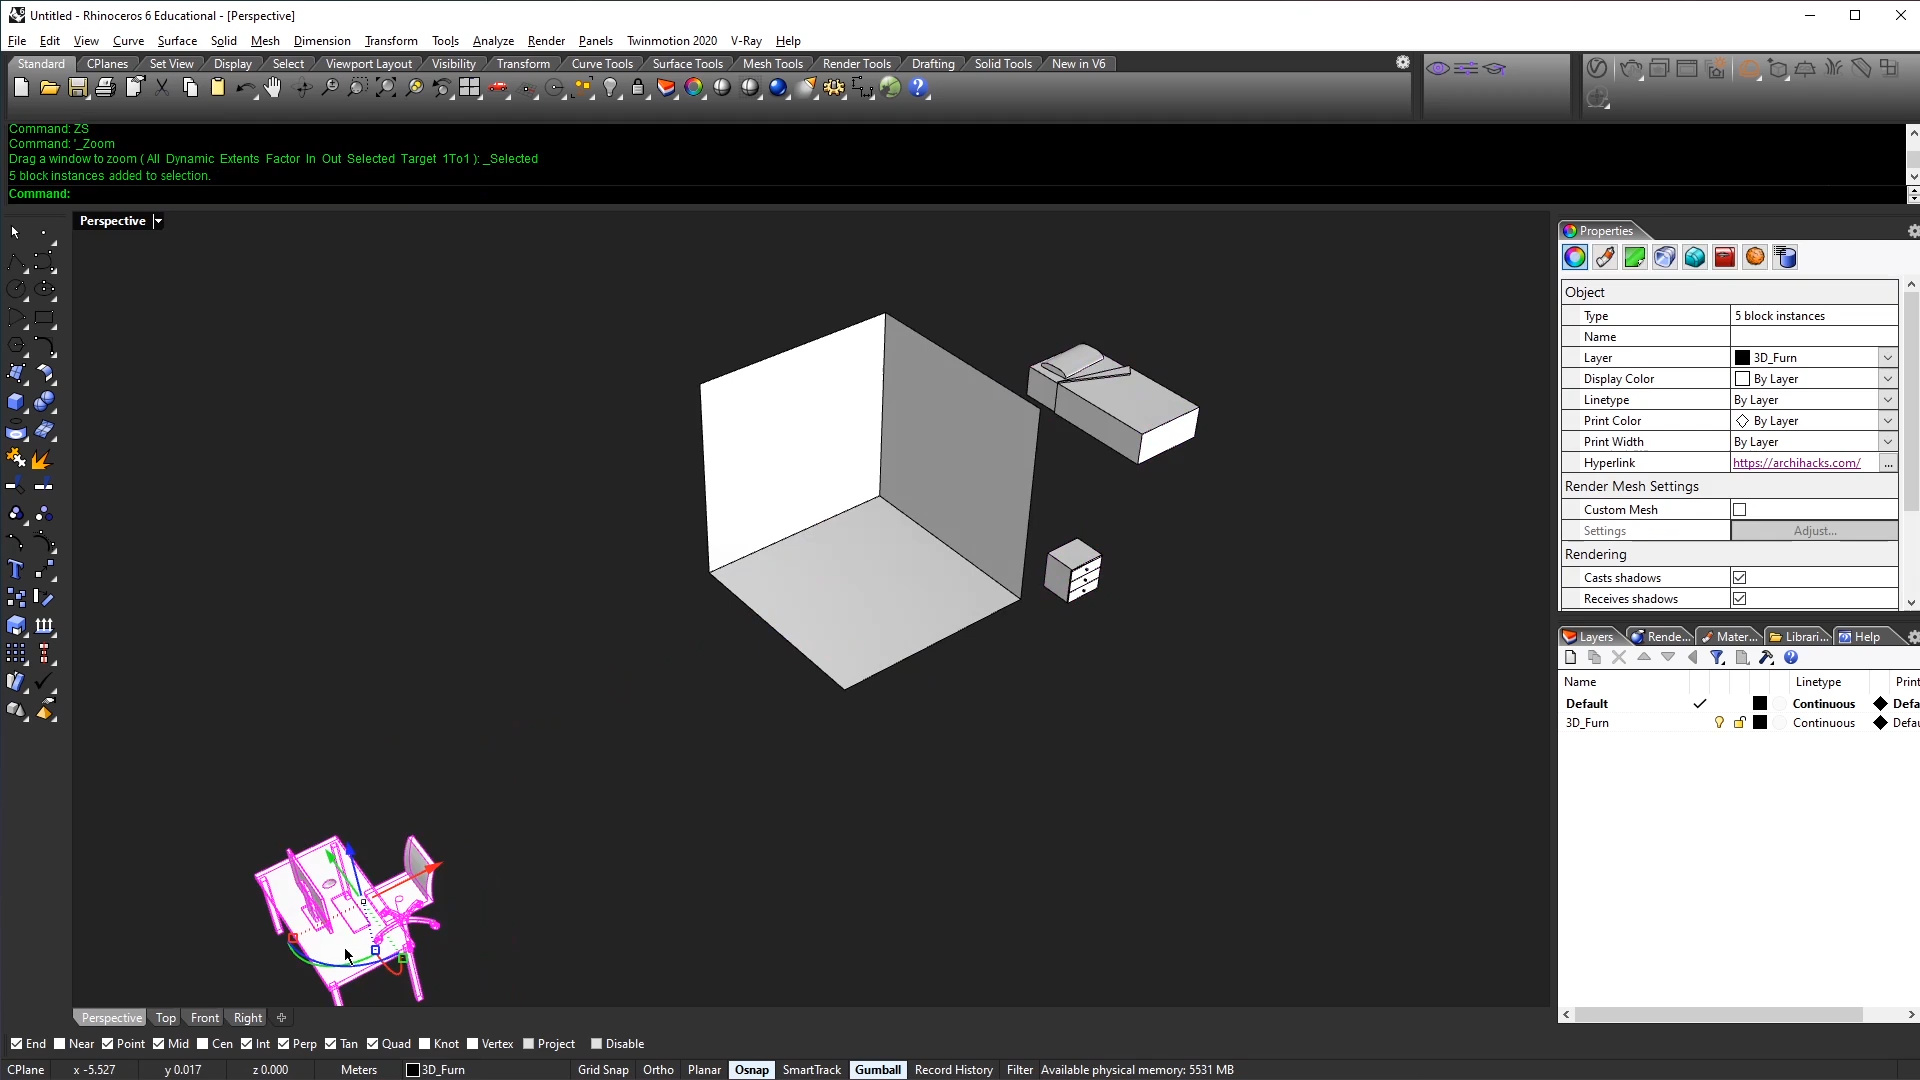 Untitled - Rhinoceros 6 Educational - [Perspective]
File Edit View Curve Surface Solid Mesh Dimension Transform Tools Analyze Render Panels Twinmotion 2020 V-Ray Help
Standard CPlanes Set View Display Select Viewport Layout Visibility Transform Curve Tools Surface Tools Mesh Tools Render Tools Drafting Solid Tools New in V6
Command: ZS
Command: '_Zoom
Drag a window to zoom ( All Dynamic Extents Factor In Out Selected Target 1To1 ): _Selected
5 block instances added to selection.
Command:
Perspective
Properties
Object
Type 5 block instances
Name
Layer 3D_Furn
Display Color By Layer
Linetype By Layer
Print Color By Layer
Print Width By Layer
Hyperlink https://archihacks.com/ ...
Render Mesh Settings
Custom Mesh
Settings Adjust...
Rendering
Casts shadows
Receives shadows
Layers Rende... Mater... Librari... Help
Name Linetype Print
Default Continuous Defa
3D_Furn Continuous Defau
Perspective Top Front Right
End Near Point Mid Cen Int Perp Tan Quad Knot Vertex Project Disable
CPlane x -5.527 y 0.017 z 0.000 Meters 3D_Furn Grid Snap Ortho Planar Osnap SmartTrack Gumball Record History Filter Available physical memory: 5531 MB